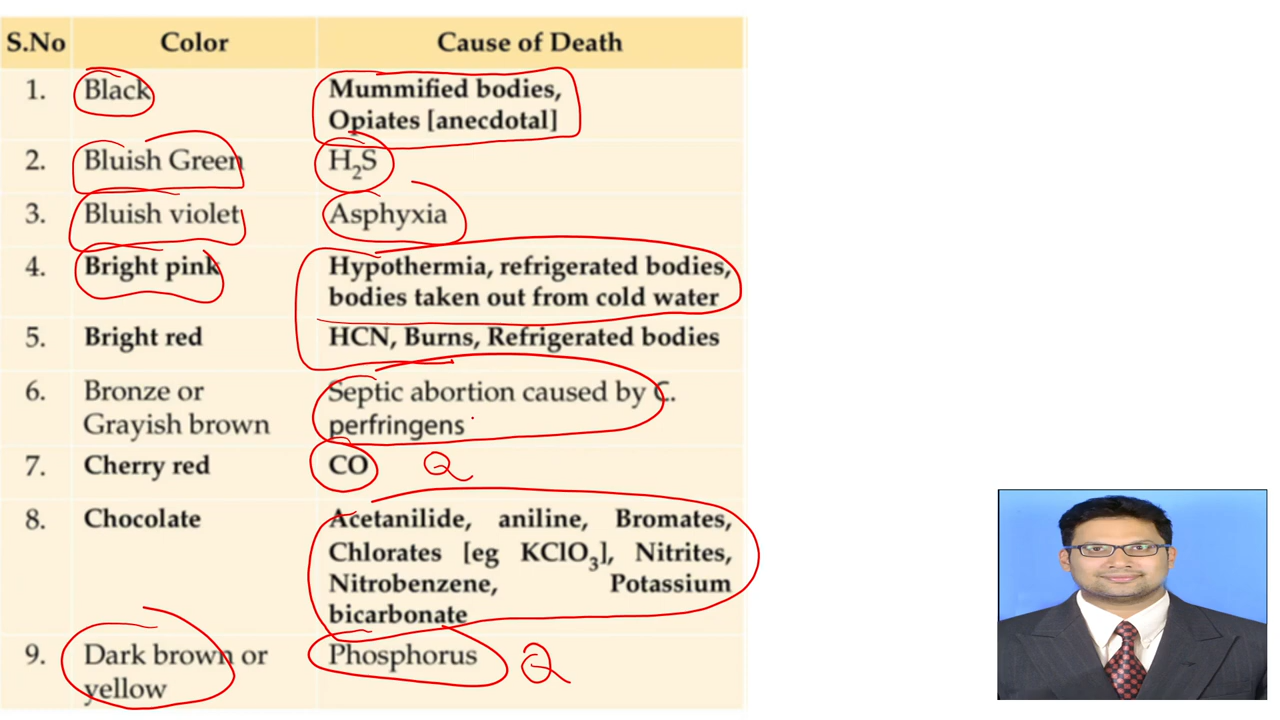 S.No Color Cause of Death
1. Black Mummified bodies,
Opiates [anecdotal]
2. Bluish Green H₂S
3. Bluish violet Asphyxia
4. Bright pink Hypothermia, refrigerated bodies,
bodies taken out from cold water
5. Bright red HCN, Burns, Refrigerated bodies
6. Bronze or Septic abortion caused by C.
Grayish brown perfringens
7. Cherry red CO Q
8. Chocolate Acetanilide, aniline, Bromates,
Chlorates [eg KClO₃], Nitrites,
Nitrobenzene, Potassium
bicarbonate
9. Dark brown or Phosphorus Q
yellow